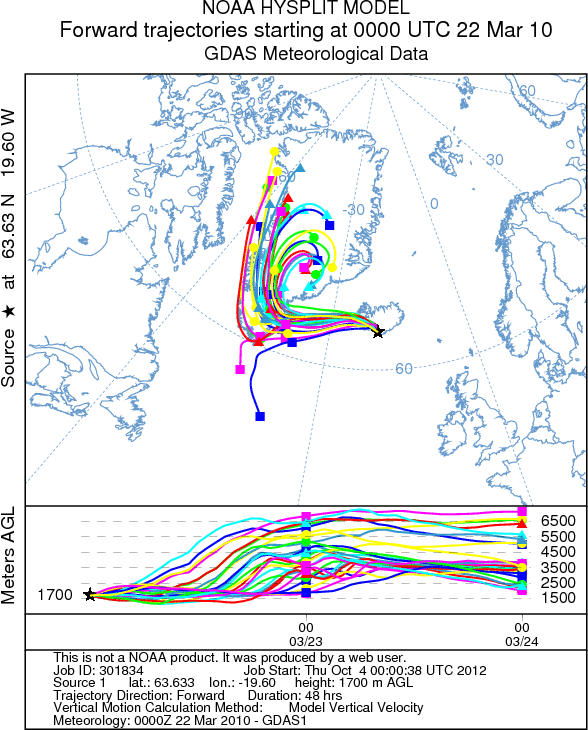 NOAA HYSPLIT MODEL
Forward trajectories starting at 0000 UTC 22 Mar 10
GDAS Meteorological Data
Source ★ at 63.63 N 19.60 W
60
30
0
-30
-60
60
Meters AGL
1700
6500
5500
4500
3500
2500
1500
00 00
03/23 03/24
This is not a NOAA product. It was produced by a web user.
Job ID: 301834 Job Start: Thu Oct 4 00:00:38 UTC 2012
Source 1 lat.: 63.633 lon.: -19.60 height: 1700 m AGL
Trajectory Direction: Forward Duration: 48 hrs
Vertical Motion Calculation Method: Model Vertical Velocity
Meteorology: 0000Z 22 Mar 2010 - GDAS1